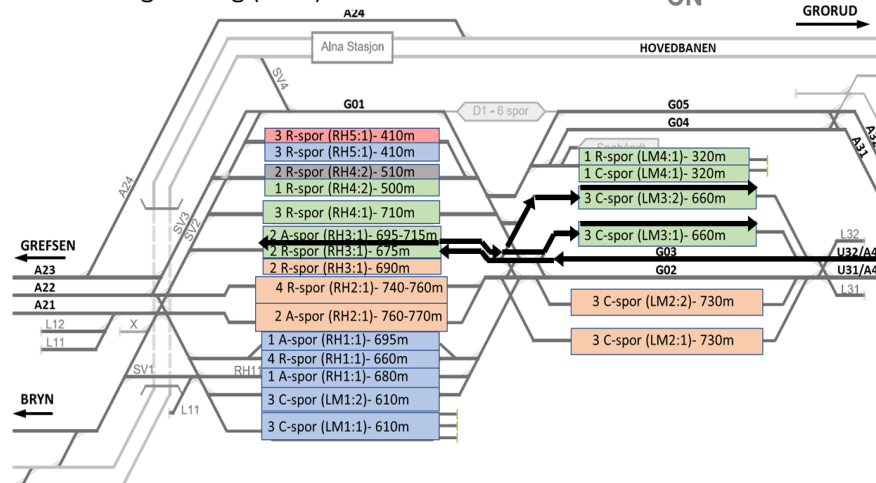 GRORUD
A24
Alna Stasjon
HOVEDBANEN
SV4
G01
D1 - 6 spor
G05
G04
A32
A31
3 R-spor (RH5:1)- 410m
3 R-spor (RH5:1)- 410m
2 R-spor (RH4:2)- 510m
1 R-spor (RH4:2)- 500m
3 R-spor (RH4:1)- 710m
2 A-spor (RH3:1)- 695-715m
2 R-spor (RH3:1)- 675m
2 R-spor (RH3:1)- 690m
4 R-spor (RH2:1) 740-760m
2 A-spor (RH2:1)- 760-770m
1 A-spor (RH1:1)- 695m
4 R-spor (RH1:1)- 660m
1 A-spor (RH1:1)- 680m
3 C-spor (LM1:2)- 610m
3 C-spor (LM1:1)- 610m
1 R-spor (LM4:1)- 320m
1 C-spor (LM4:1)- 320m
3 C-spor (LM3:2)- 660m
3 C-spor (LM3:1)- 660m
G03
G02
3 C-spor (LM2:2)- 730m
3 C-spor (LM2:1)- 730m
L32
U32/A4
U31/A4
L31
A24
SV3
SV2
GREFSEN
A23
A22
A21
L12
X
L11
SV1
RH11
L11
BRYN